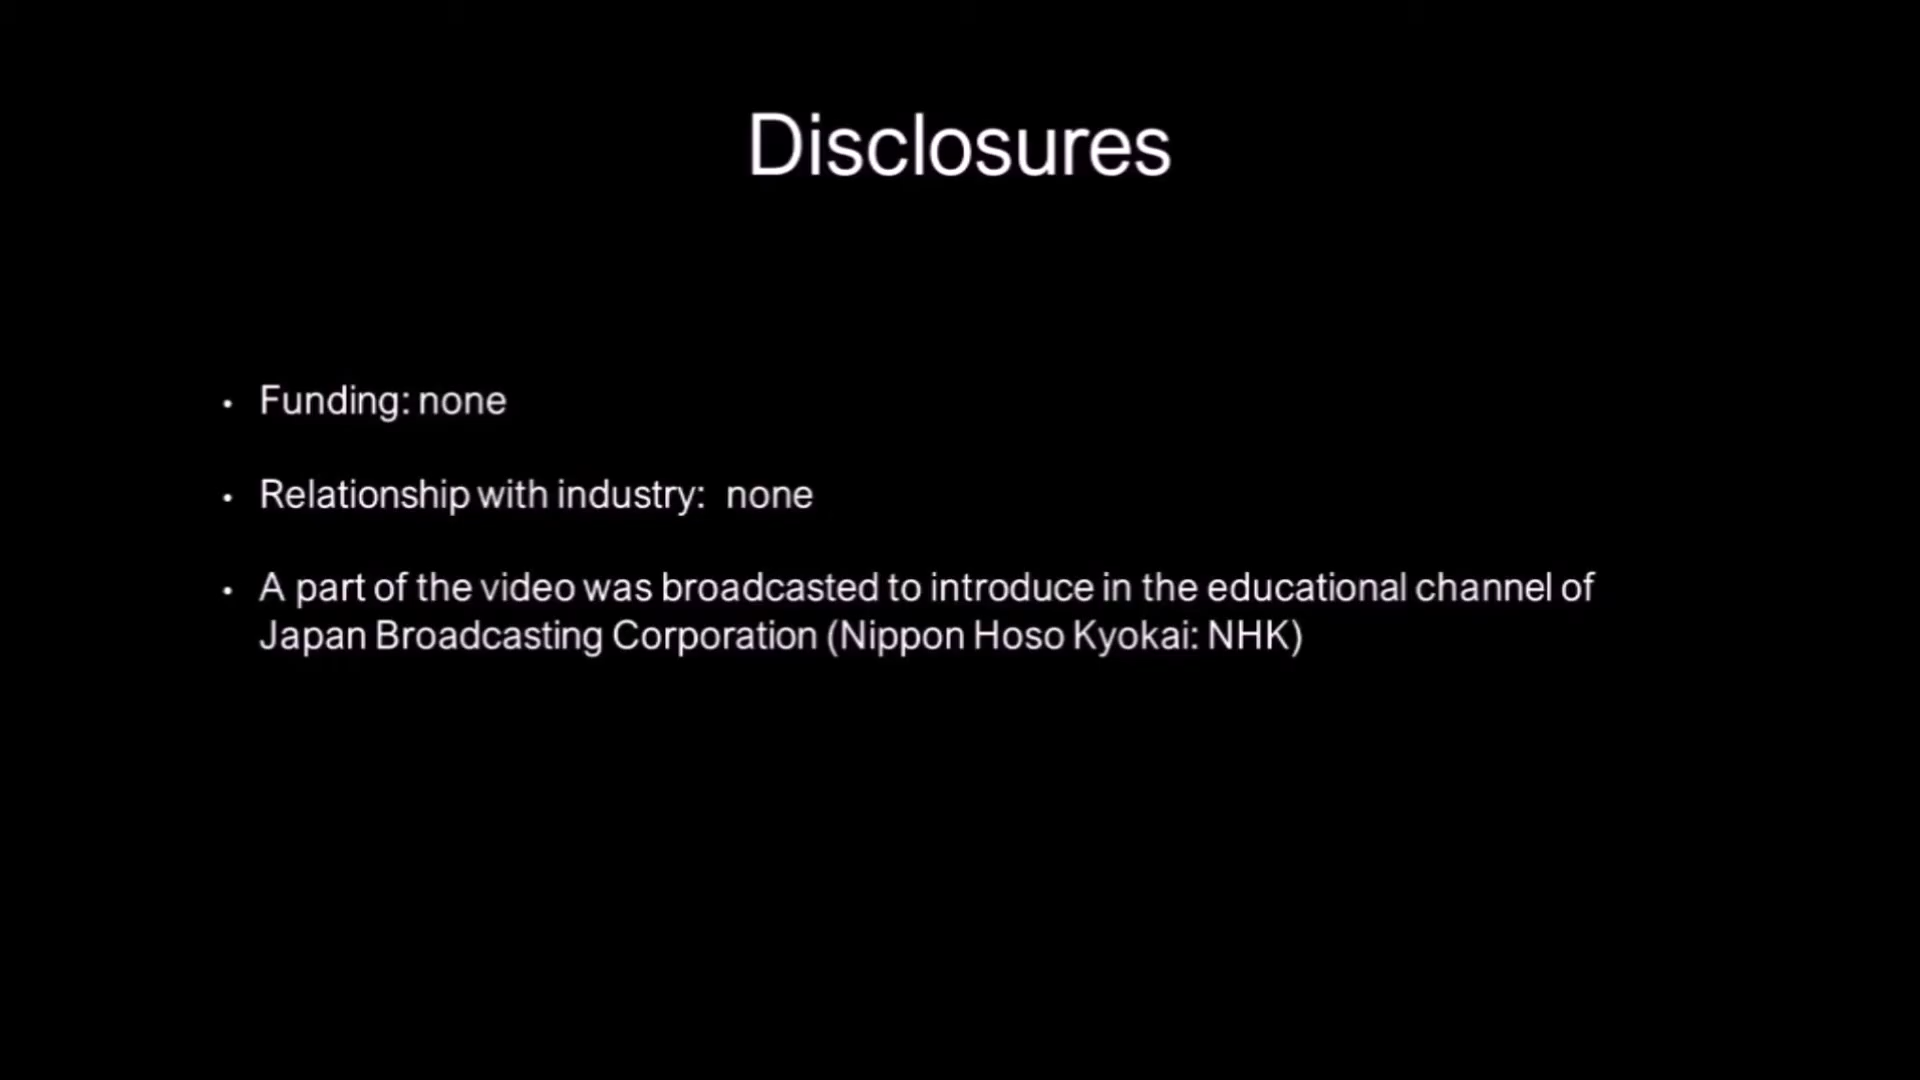 Disclosures
• Funding: none
• Relationship with industry:  none
• A part of the video was broadcasted to introduce in the educational channel of
Japan Broadcasting Corporation (Nippon Hoso Kyokai: NHK)